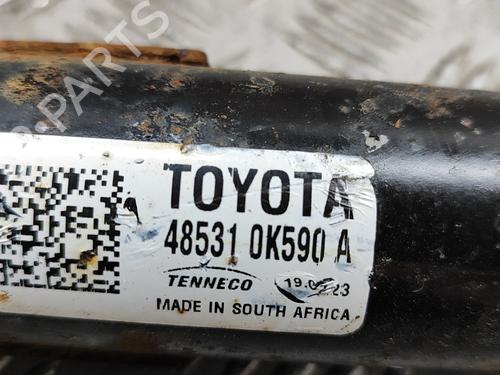 TOYOTA
48531 0K590 A
TENNECO
MADE IN SOUTH AFRICA